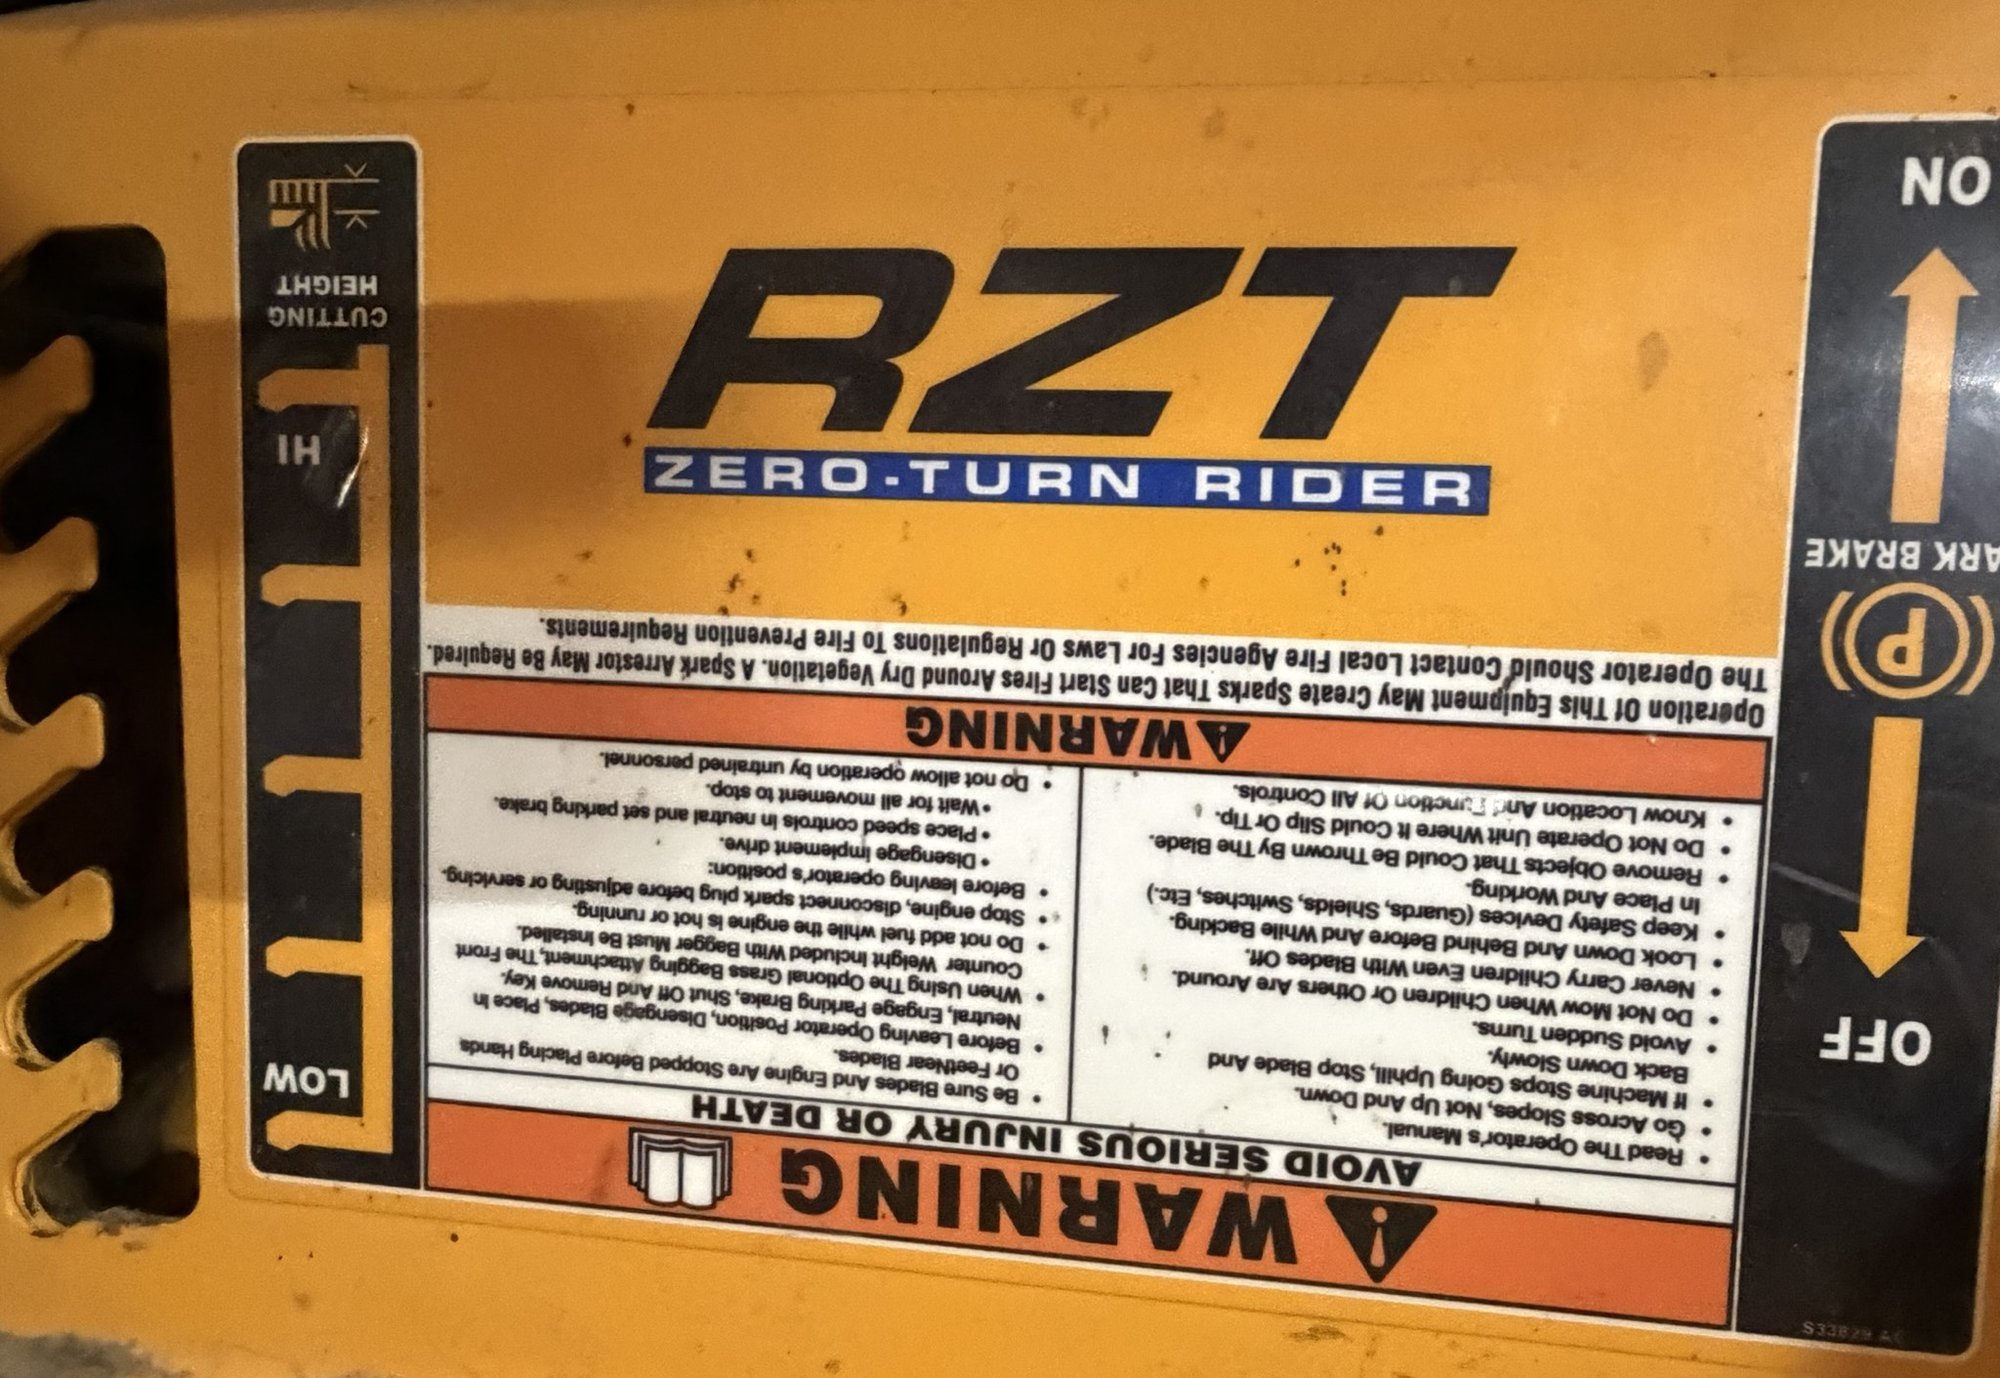 RZT
ZERO-TURN RIDER
WARNING
AVOID SERIOUS INJURY OR DEATH
• Read The Operator's Manual.
• Go Across Slopes, Not Up And Down.
• If Machine Stops Going Uphill, Stop Blade And
Back Down Slowly.
• Avoid Sudden Turns.
• Do Not Mow When Children Or Others Are Around.
• Never Carry Children Even With Blades Off.
• Look Down And Behind Before And While Backing.
• Keep Safety Devices (Guards, Shields, Switches, Etc.)
In Place And Working.
• Remove Objects That Could Be Thrown By The Blade.
• Do Not Operate Unit Where It Could Slip Or Tip.
• Know Location And Function Of All Controls.
• Be Sure Blades And Engine Are Stopped Before Placing Hands
Or FeetNear Blades.
• Before Leaving Operator Position, Disengage Blades, Place In
Neutral, Engage Parking Brake, Shut Off And Remove Key.
• When Using The Optional Grass Bagging Attachment, The Front
Counter Weight Included With Bagger Must Be Installed.
• Do not add fuel while the engine is hot or running.
• Stop engine, disconnect spark plug before adjusting or servicing.
• Before leaving operator's position:
• Disengage implement drive.
• Place speed controls in neutral and set parking brake.
• Wait for all movement to stop.
• Do not allow operation by untrained personnel.
WARNING
Operation Of This Equipment May Create Sparks That Can Start Fires Around Dry Vegetation. A Spark Arrestor May Be Required.
The Operator Should Contact Local Fire Agencies For Laws Or Regulations To Fire Prevention Requirements.
OFF
P
ARK BRAKE
ON
LOW
HI
CUTTING
HEIGHT